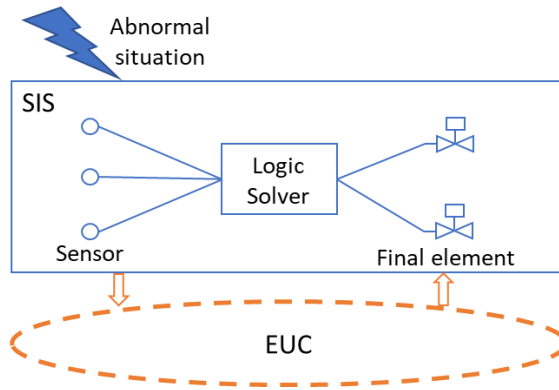 Abnormal
situation
SIS
Logic
Solver
Sensor
Final element
EUC